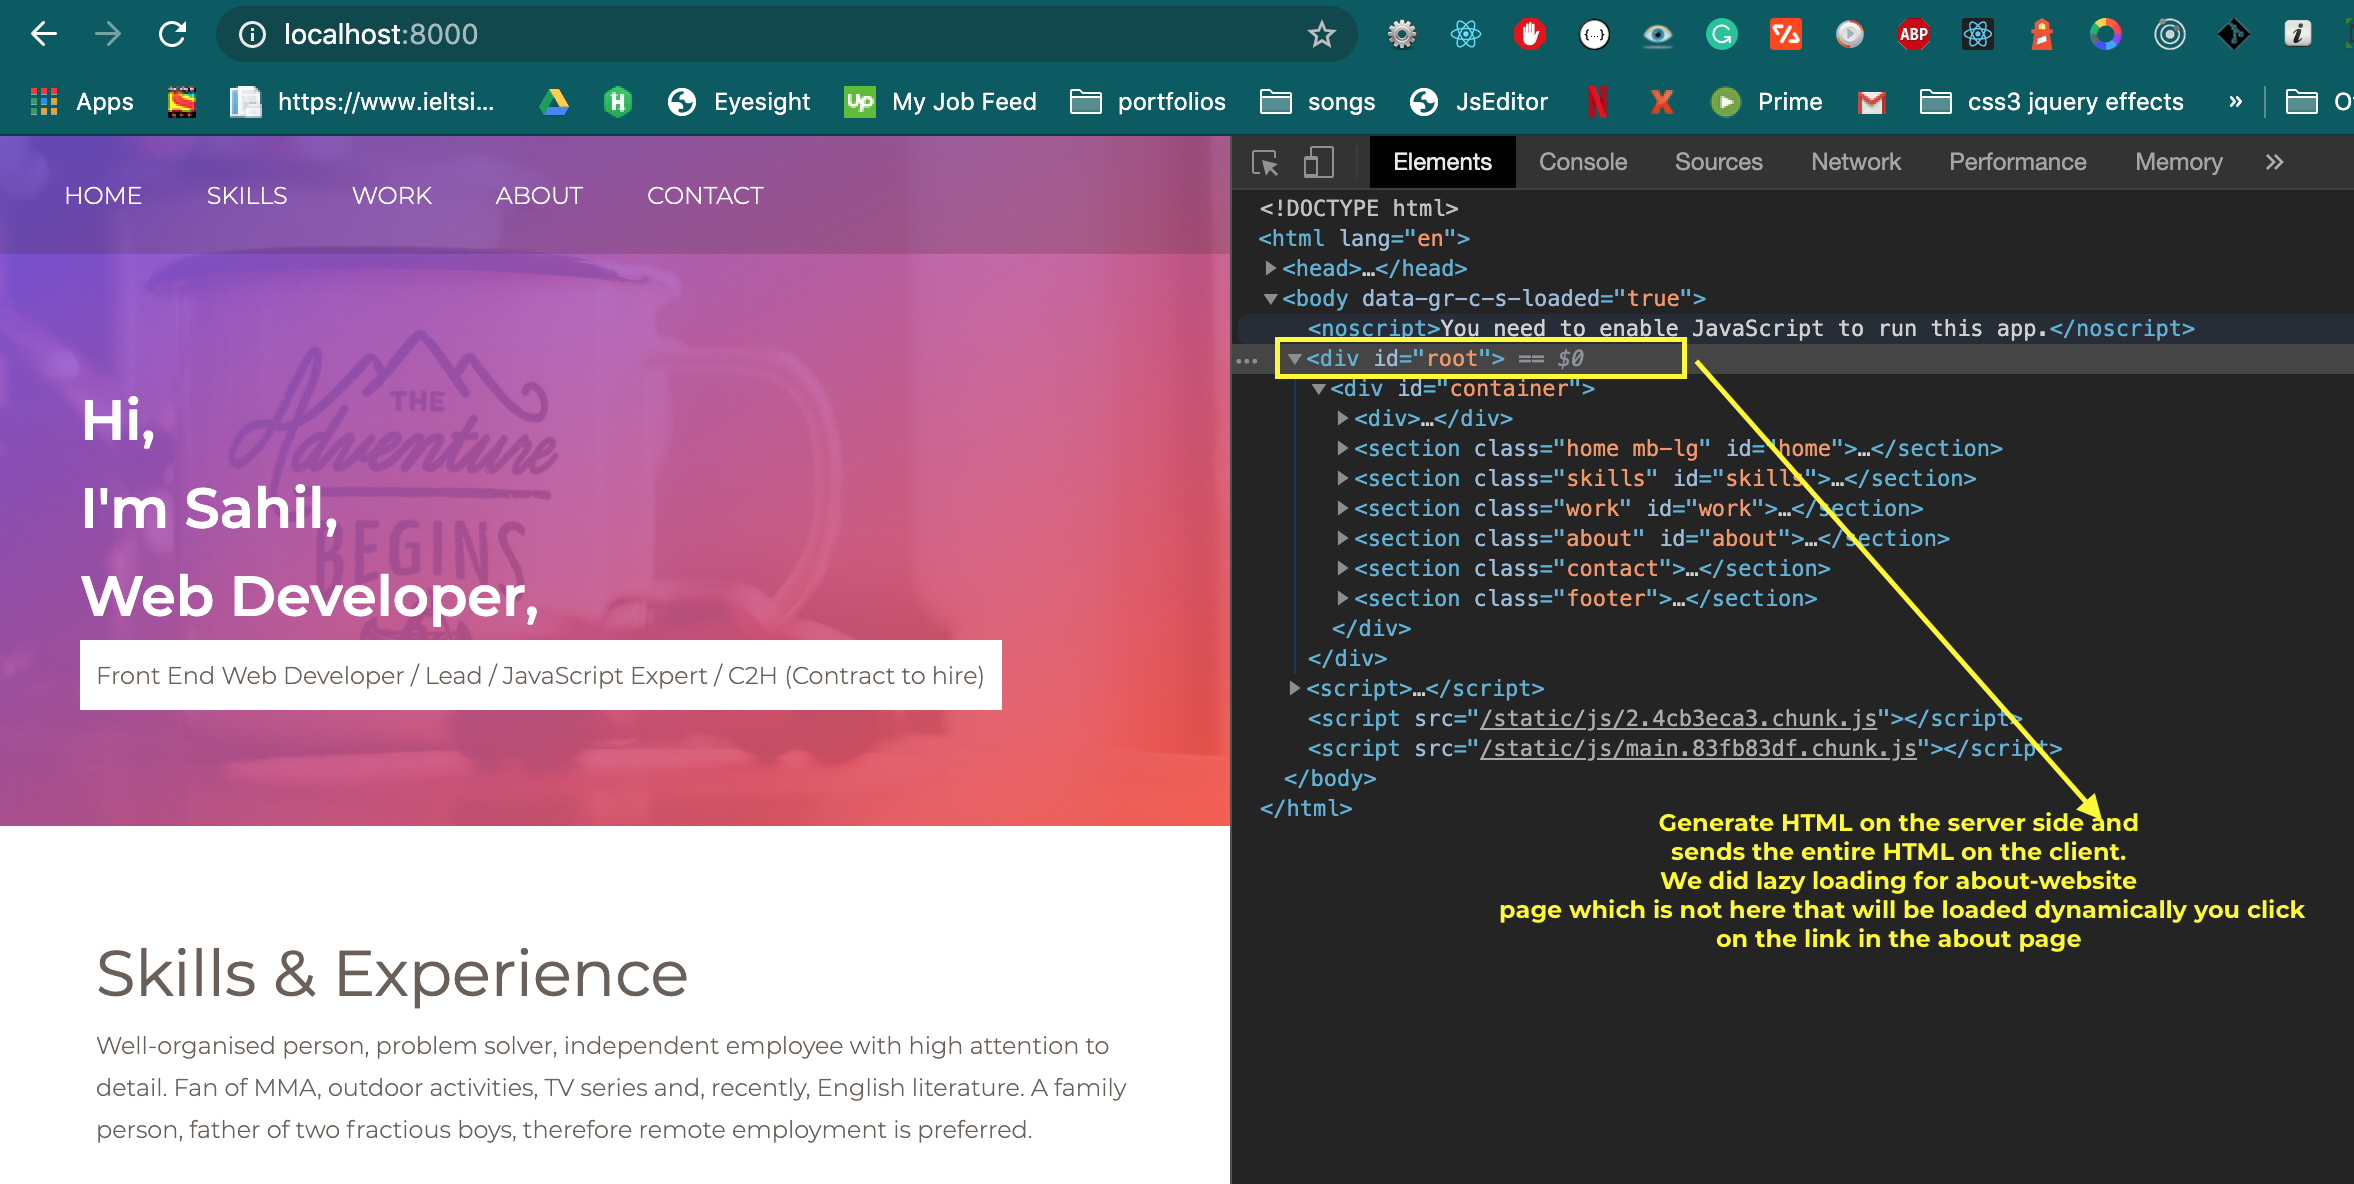 localhost:8000
ABP
Apps
https://www.ieltsi...
Eyesight
Up
My Job Feed
portfolios
songs
JsEditor
Prime
css3 jquery effects
»
HOME SKILLS WORK ABOUT CONTACT
THE
Adventure
BEGINS
Hi,
I'm Sahil,
Web Developer,
Front End Web Developer / Lead / JavaScript Expert / C2H (Contract to hire)
Skills & Experience
Well-organised person, problem solver, independent employee with high attention to
detail. Fan of MMA, outdoor activities, TV series and, recently, English literature. A family
person, father of two fractious boys, therefore remote employment is preferred.
Elements Console Sources Network Performance Memory »
<!DOCTYPE html>
<html lang="en">
<head>…</head>
<body data-gr-c-s-loaded="true">
<noscript>You need to enable JavaScript to run this app.</noscript>
<div id="root"> == $0
<div id="container">
<div>…</div>
<section class="home mb-lg" id="home">…</section>
<section class="skills" id="skills">…</section>
<section class="work" id="work">…</section>
<section class="about" id="about">…</section>
<section class="contact">…</section>
<section class="footer">…</section>
</div>
</div>
<script>…</script>
<script src="/static/js/2.4cb3eca3.chunk.js"></script>
<script src="/static/js/main.83fb83df.chunk.js"></script>
</body>
</html>
Generate HTML on the server side and
sends the entire HTML on the client.
We did lazy loading for about-website
page which is not here that will be loaded dynamically you click
on the link in the about page